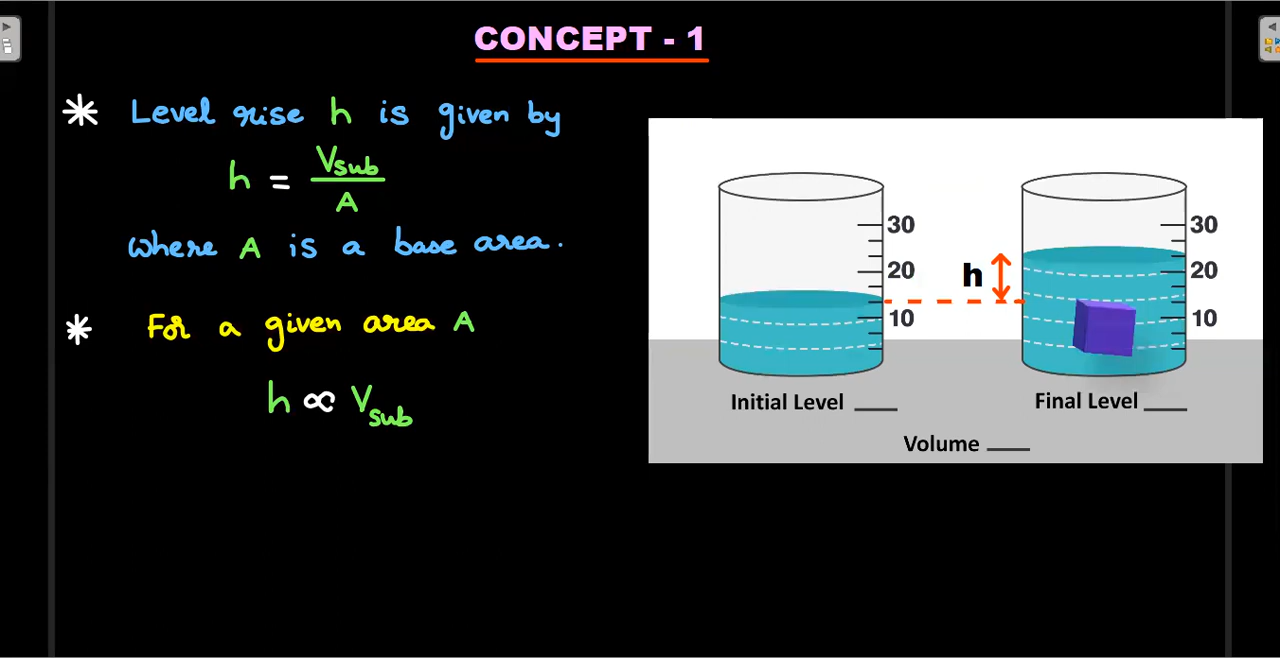 CONCEPT - 1
* Level rise h is given by
h = Vsub / A
where A is a base area.
* For a given area A
h ∝ Vsub
30
20
10
h
30
20
10
Initial Level ____
Final Level ____
Volume ____